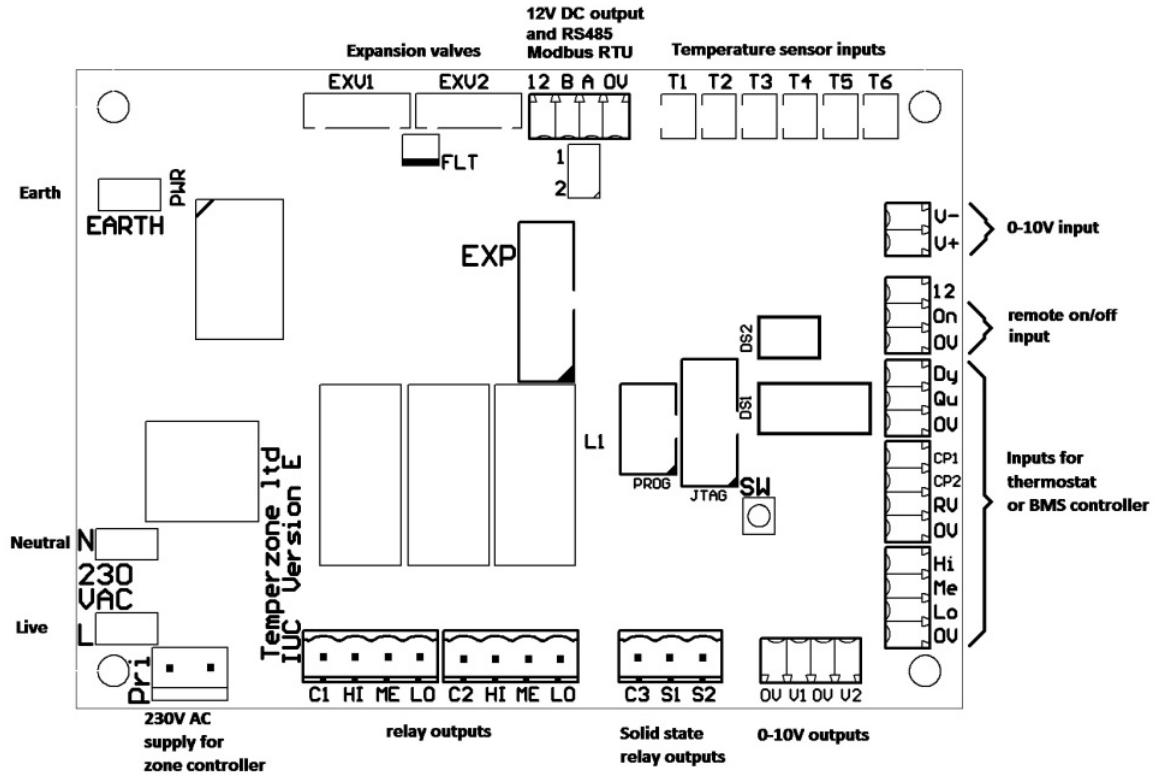 12V DC output
and RS485
Modbus RTU
Expansion valves
Temperature sensor inputs
EXV1
EXV2
12 B A 0V
T1 T2 T3 T4 T5 T6
FLT
1
2
Earth
PWR
EARTH
V-
V+
0-10V input
EXP
12
On
0V
remote on/off
input
DS2
Dy
Qu
0V
DS1
L1
CP1
CP2
RV
0V
Inputs for
thermostat
or BMS controller
PROG
JTAG
SW
Neutral
N
230
VAC
Temperzone ltd
IUC Version E
Hi
Me
Lo
0V
Live
L
Pri
C1 HI ME LO
C2 HI ME LO
C3 S1 S2
0V V1 0V V2
230V AC
supply for
zone controller
relay outputs
Solid state
relay outputs
0-10V outputs